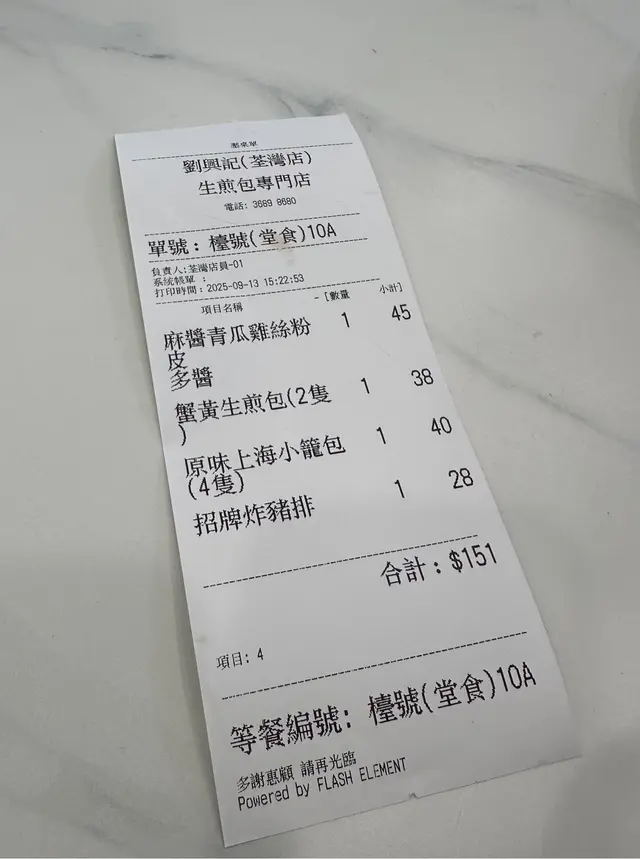 劉興記(荃灣店)
生煎包專門店
電話: 3689 8680
單號: 檯號(堂食)10A
負責人:荃灣店員-01
系統帳單 :
打印時間:2025-09-13 15:22:53
項目名稱 [數量 小計]
麻醬青瓜雞絲粉 1 45
皮
多醬
蟹黃生煎包(2隻 1 38
)
原味上海小籠包 1 40
(4隻)
招牌炸豬排 1 28
合計: $151
項目: 4
等餐編號: 檯號(堂食)10A
多謝惠顧 請再光臨
Powered by FLASH ELEMENT